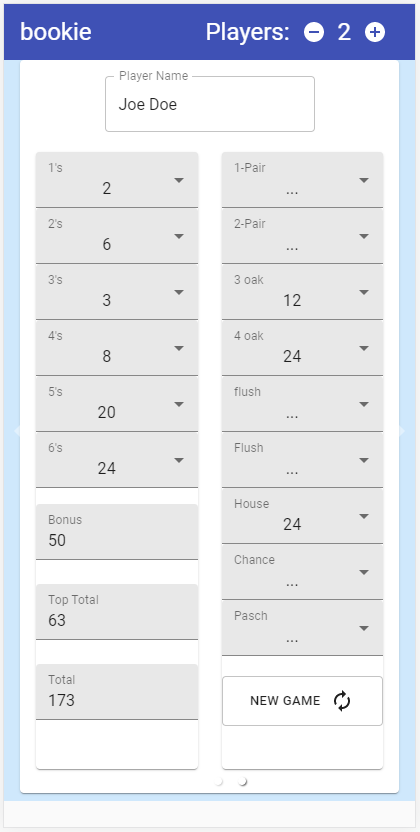 bookie Players: 2
Player Name
Joe Doe
1's
2
2's
6
3's
3
4's
8
5's
20
6's
24
Bonus
50
Top Total
63
Total
173
1-Pair
...
2-Pair
...
3 oak
12
4 oak
24
flush
...
Flush
...
House
24
Chance
...
Pasch
...
NEW GAME